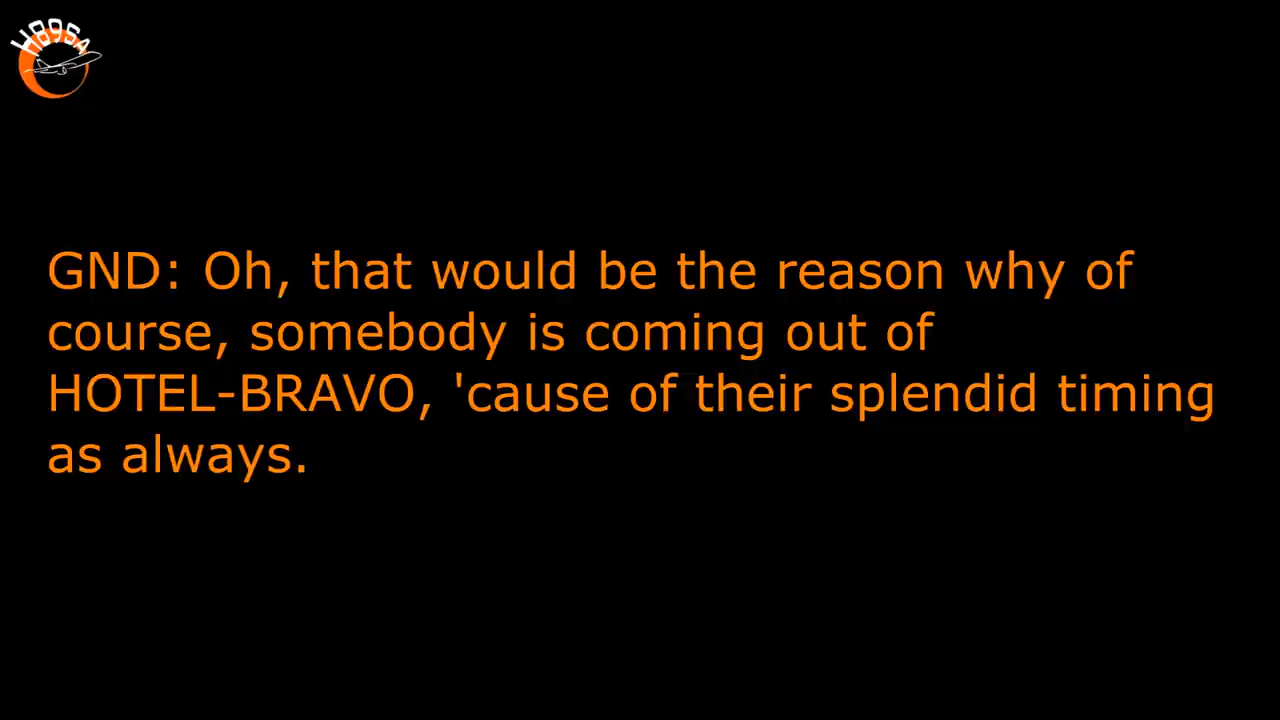 H89SA
GND: Oh, that would be the reason why of
course, somebody is coming out of
HOTEL-BRAVO, 'cause of their splendid timing
as always.